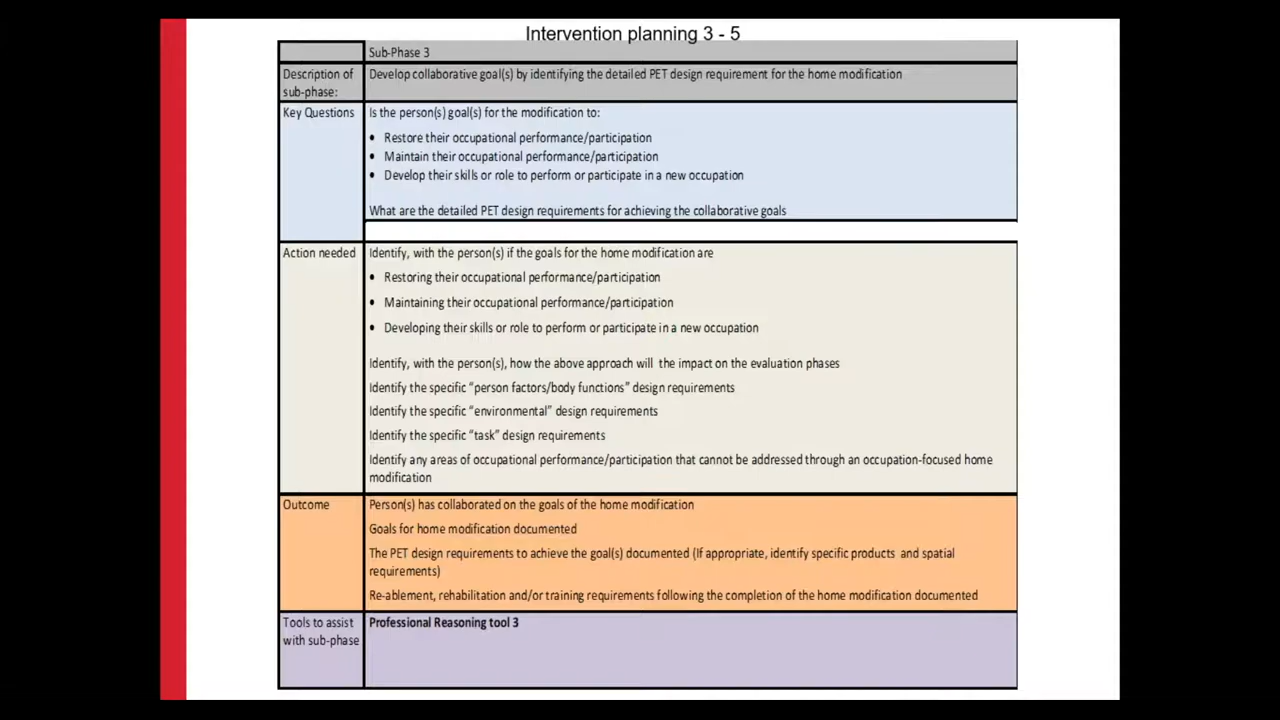 Intervention planning 3 - 5
Sub-Phase 3
Description of
sub-phase:
Develop collaborative goal(s) by identifying the detailed PET design requirement for the home modification
Key Questions
Is the person(s) goal(s) for the modification to:
• Restore their occupational performance/participation
• Maintain their occupational performance/participation
• Develop their skills or role to perform or participate in a new occupation
What are the detailed PET design requirements for achieving the collaborative goals
Action needed
Identify, with the person(s) if the goals for the home modification are
• Restoring their occupational performance/participation
• Maintaining their occupational performance/participation
• Developing their skills or role to perform or participate in a new occupation
Identify, with the person(s), how the above approach will the impact on the evaluation phases
Identify the specific “person factors/body functions” design requirements
Identify the specific “environmental” design requirements
Identify the specific “task” design requirements
Identify any areas of occupational performance/participation that cannot be addressed through an occupation-focused home
modification
Outcome
Person(s) has collaborated on the goals of the home modification
Goals for home modification documented
The PET design requirements to achieve the goal(s) documented (If appropriate, identify specific products and spatial
requirements)
Re-ablement, rehabilitation and/or training requirements following the completion of the home modification documented
Tools to assist
with sub-phase
Professional Reasoning tool 3